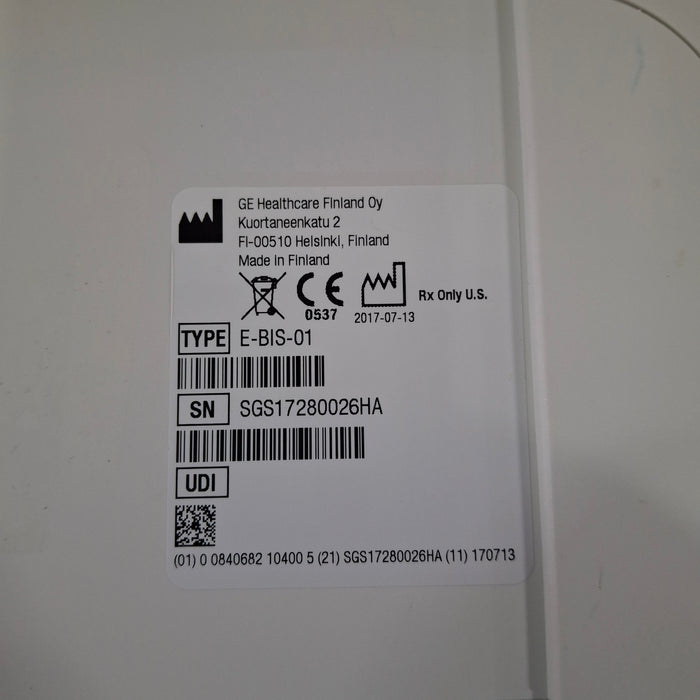 GE Healthcare Finland Oy
Kuortaneenkatu 2
FI-00510 Helsinki, Finland
Made in Finland
CE
0537
2017-07-13
Rx Only U.S.
TYPE E-BIS-01
SN SGS17280026HA
UDI
(01) 0 0840682 10400 5 (21) SGS17280026HA (11) 170713